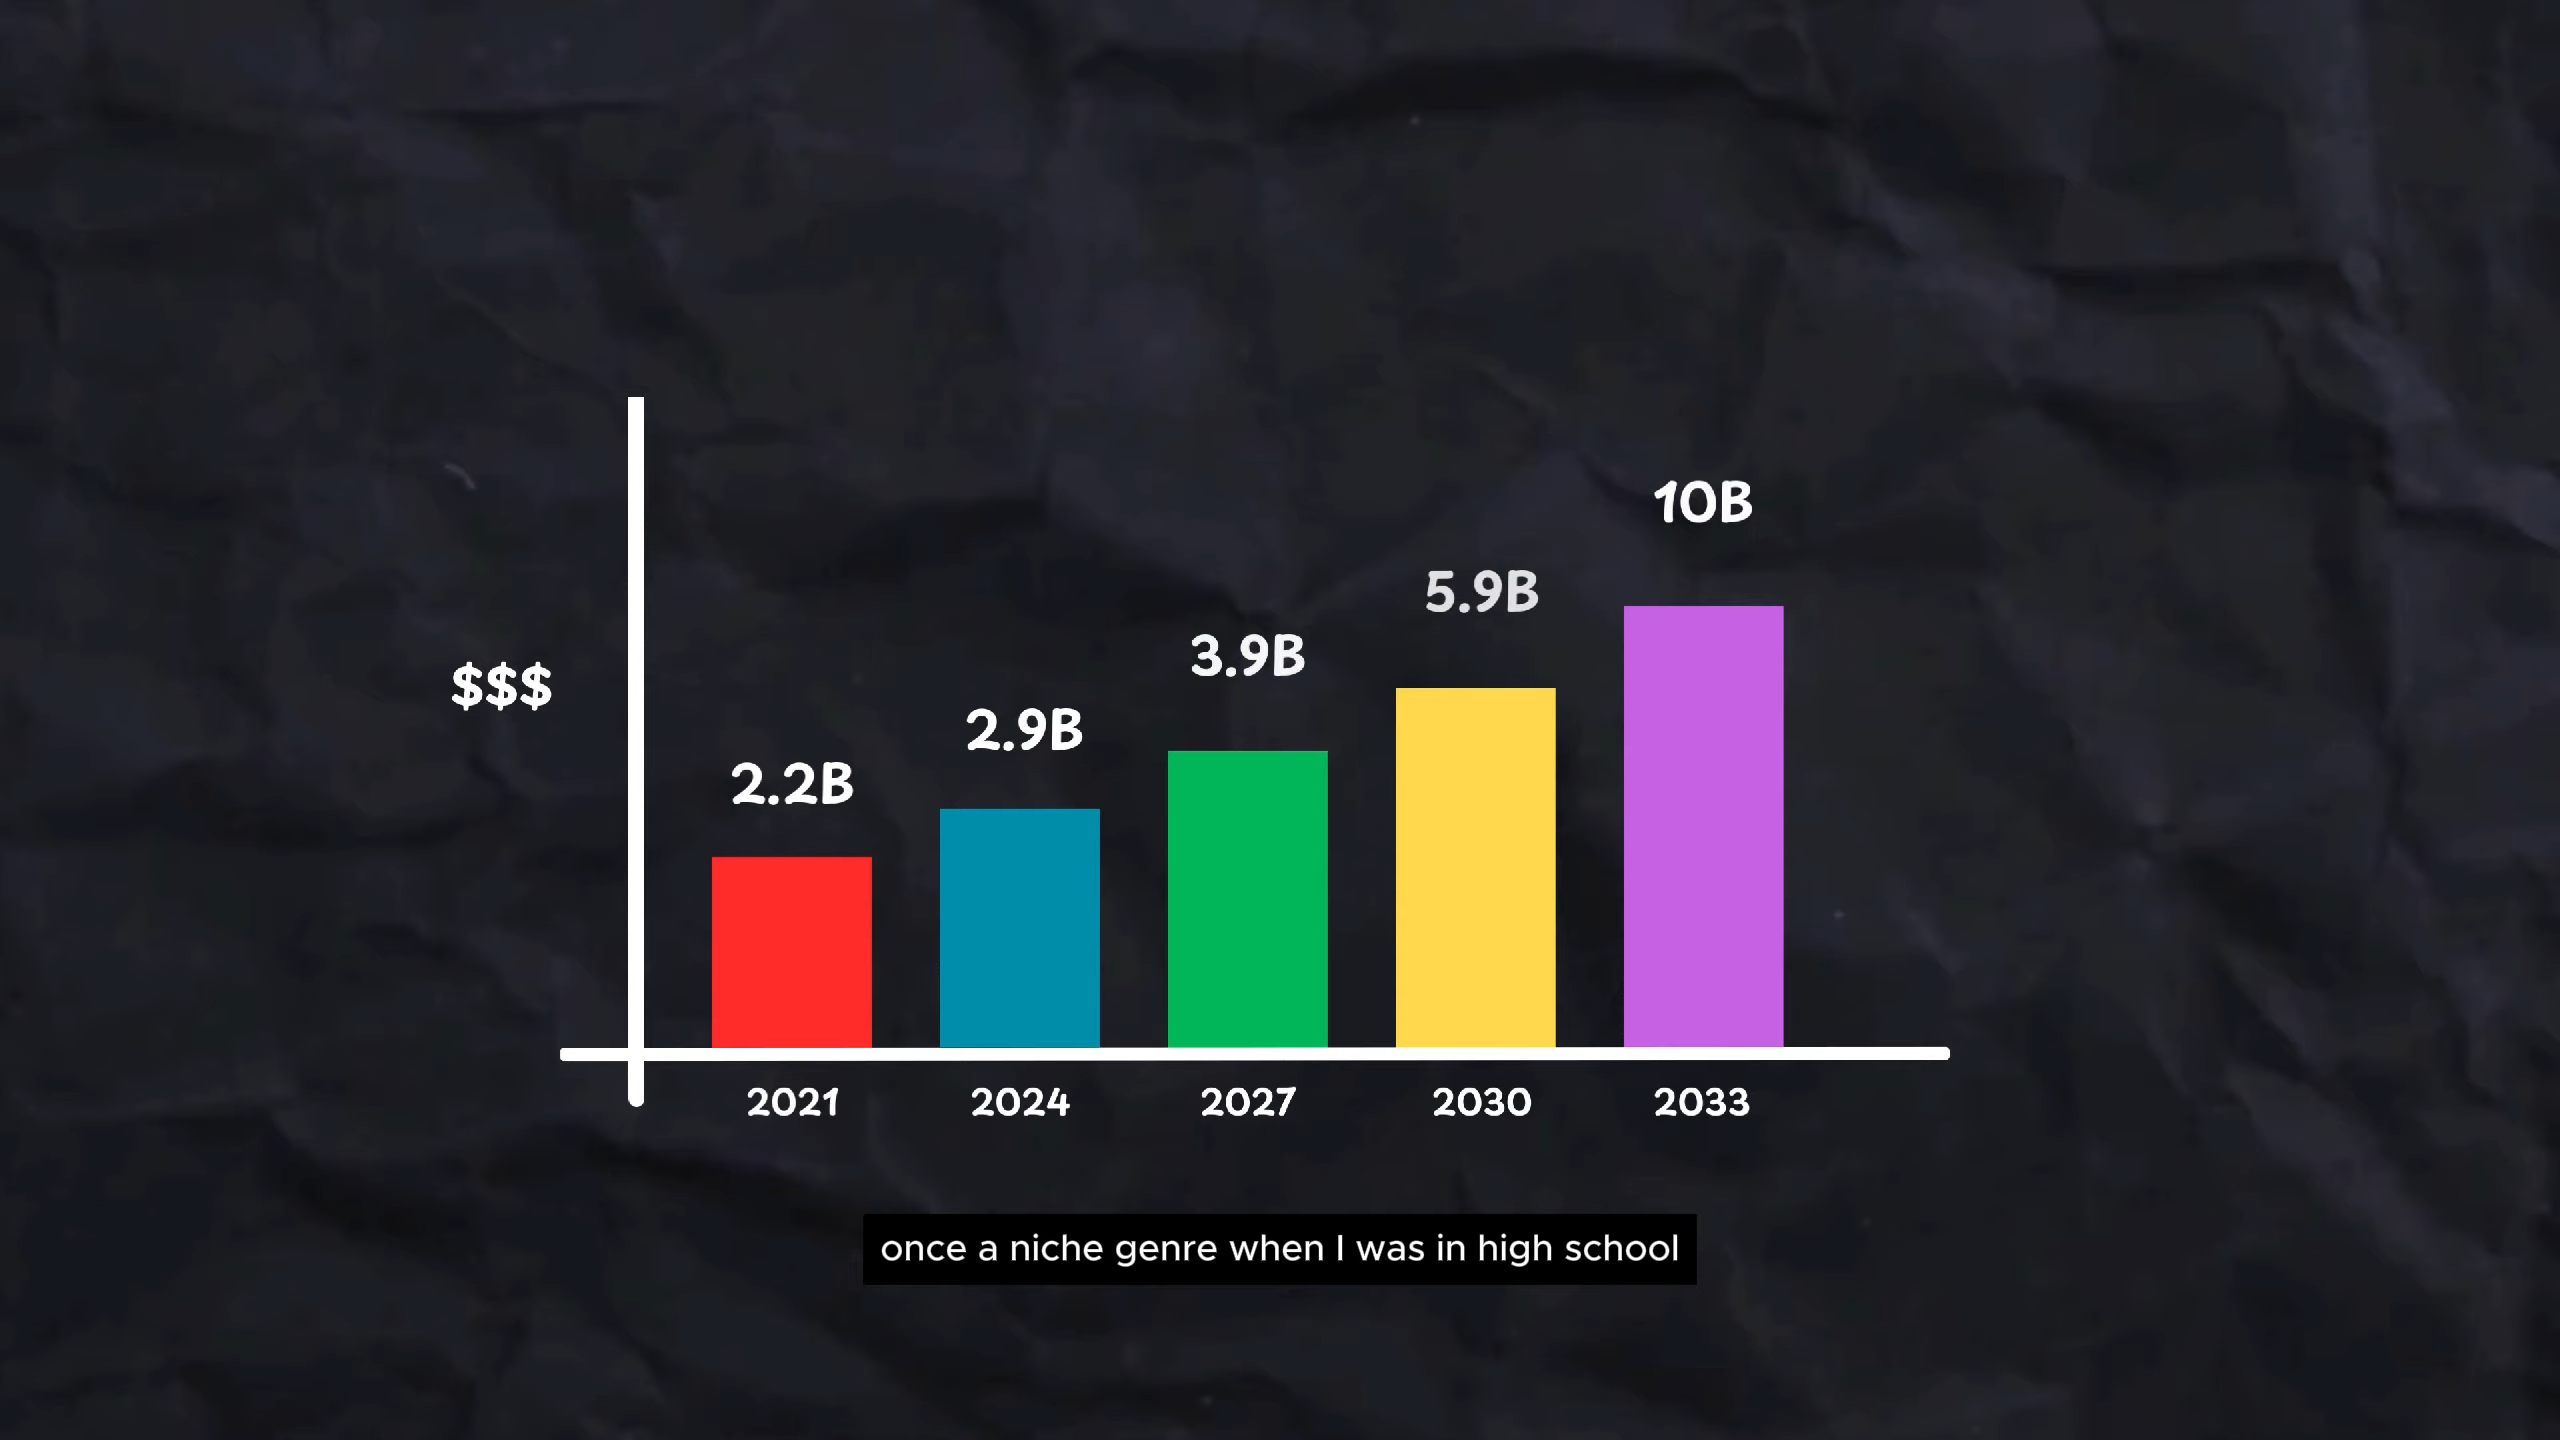 10B
5.9B
3.9B
$$$
2.9B
2.2B
2021 2024 2027 2030 2033
once a niche genre when I was in high school